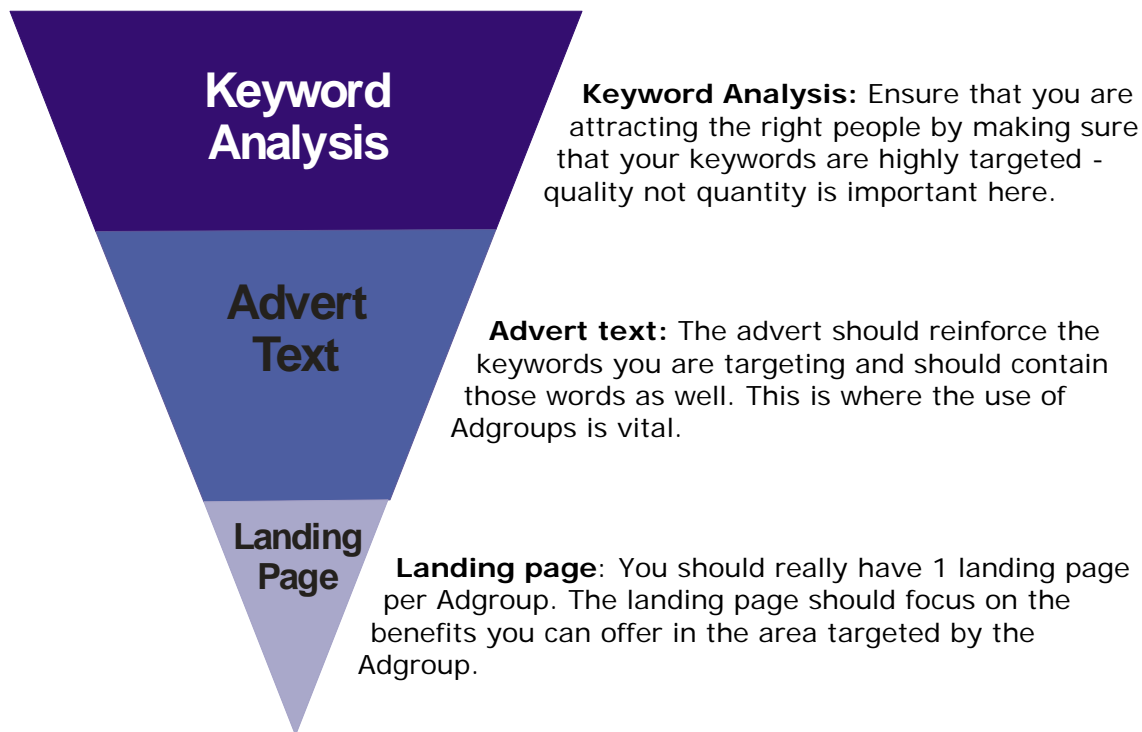 Keyword
Analysis
Keyword Analysis: Ensure that you are
attracting the right people by making sure
that your keywords are highly targeted -
quality not quantity is important here.
Advert
Text
Advert text: The advert should reinforce the
keywords you are targeting and should contain
those words as well. This is where the use of
Adgroups is vital.
Landing
Page
Landing page: You should really have 1 landing page
per Adgroup. The landing page should focus on the
benefits you can offer in the area targeted by the
Adgroup.